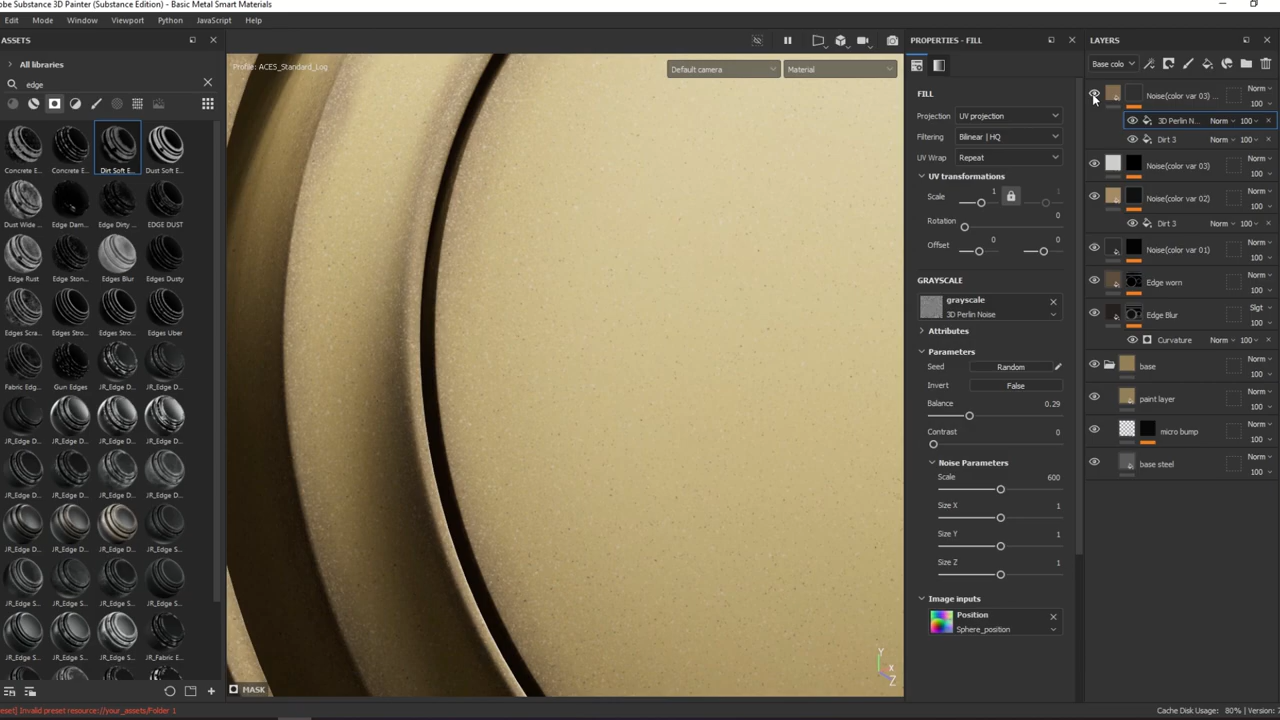 dobe Substance 3D Painter (Substance Edition) - Basic Metal Smart Materials
Edit Mode Window Viewport Python JavaScript Help
ASSETS
All libraries
edge
Concrete E...
Concrete E...
Dirt Soft E...
Dust Soft E...
Dust Wide ...
Edge Dam...
Edge Dirty ...
EDGE DUST
Edge Rust
Edge Ston...
Edges Blur
Edges Dusty
Edges Scra...
Edges Stro...
Edges Stro...
Edges Uber
Fabric Edg...
Gun Edges
JR_Edge D...
JR_Edge D...
JR_Edge D...
JR_Edge D...
JR_Edge D...
JR_Edge D...
JR_Edge D...
JR_Edge D...
JR_Edge D...
JR_Edge D...
JR_Edge D...
JR_Edge D...
JR_Edge D...
JR_Edge S...
JR_Edge S...
JR_Edge S...
JR_Edge S...
JR_Edge S...
JR_Edge S...
JR_Edge S...
JR_Edge S...
JR_Fabric E...
eset] Invalid preset resource://your_assets/Folder 1
Profile: ACES_Standard_Log
Default camera
Material
Y
X
Z
MASK
PROPERTIES - FILL
FILL
Projection UV projection
Filtering Bilinear | HQ
UV Wrap Repeat
UV transformations
Scale 1 1
Rotation 0
Offset 0 0
GRAYSCALE
grayscale
3D Perlin Noise
Attributes
Parameters
Seed Random
Invert False
Balance 0.29
Contrast 0
Noise Parameters
Scale 600
Size X 1
Size Y 1
Size Z 1
Image inputs
Position
Sphere_position
LAYERS
Base colo
Noise(color var 03) ... Norm 100
3D Perlin N... Norm 100
Dirt 3 Norm 100
Noise(color var 03) Norm 100
Noise(color var 02) Norm 100
Dirt 3 Norm 100
Noise(color var 01) Norm 100
Edge worn Norm 100
Edge Blur Slgt 100
Curvature Norm 100
base Norm 100
paint layer Norm 100
micro bump Norm 100
base steel Norm 100
Cache Disk Usage: 80% | Version: 7